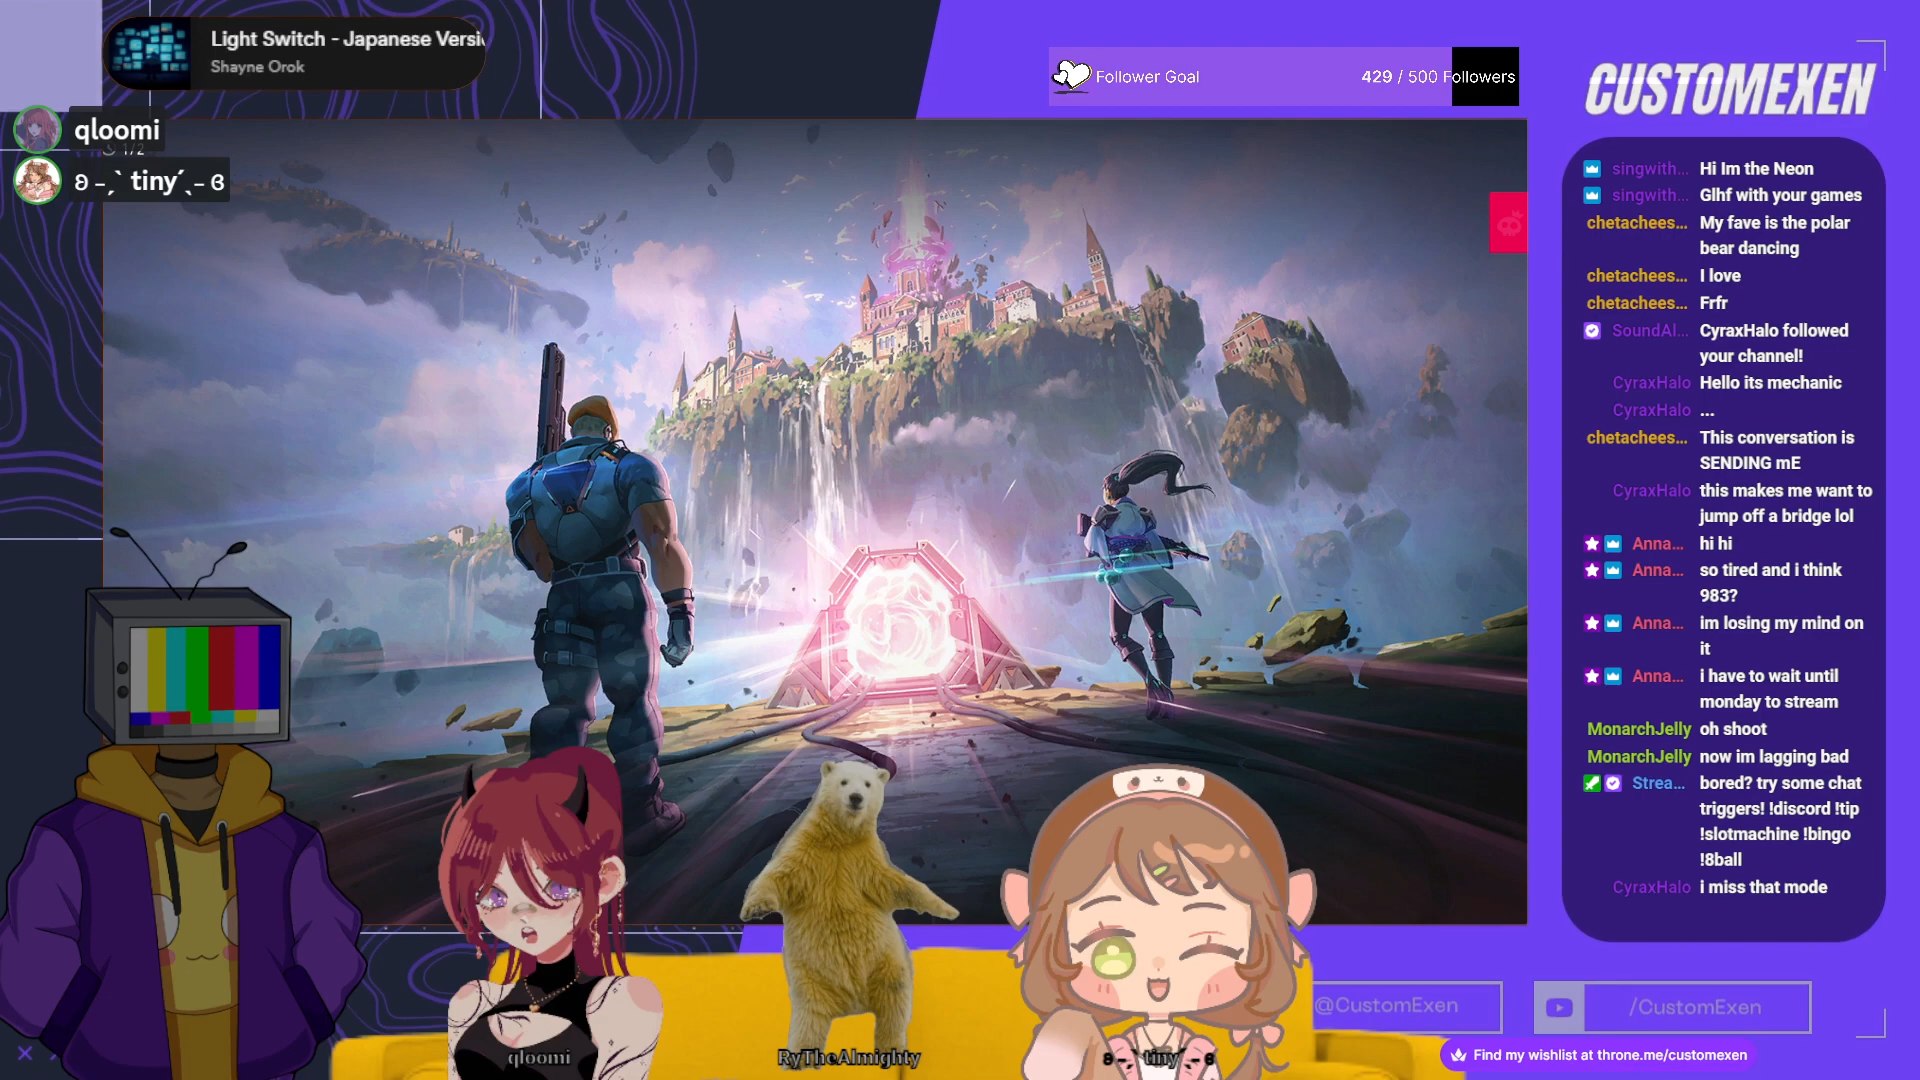 Light Switch - Japanese Versi
Shayne Orok
qloomi
1/2
ʚ -ˏˋ tiny ˊˎ- ɞ
Follower Goal
429 / 500 Followers
CUSTOMEXEN
singwith... Hi Im the Neon
singwith... Glhf with your games
chetachees... My fave is the polar
bear dancing
chetachees... I love
chetachees... Frfr
SoundAl... CyraxHalo followed
your channel!
CyraxHalo Hello its mechanic
CyraxHalo ...
chetachees... This conversation is
SENDING mE
CyraxHalo this makes me want to
jump off a bridge lol
Anna... hi hi
Anna... so tired and i think
983?
Anna... im losing my mind on
it
Anna... i have to wait until
monday to stream
MonarchJelly oh shoot
MonarchJelly now im lagging bad
Strea... bored? try some chat
triggers! !discord !tip
!slotmachine !bingo
!8ball
CyraxHalo i miss that mode
@CustomExen
/CustomExen
Find my wishlist at throne.me/customexen
qloomi
RyTheAlmighty
tiny